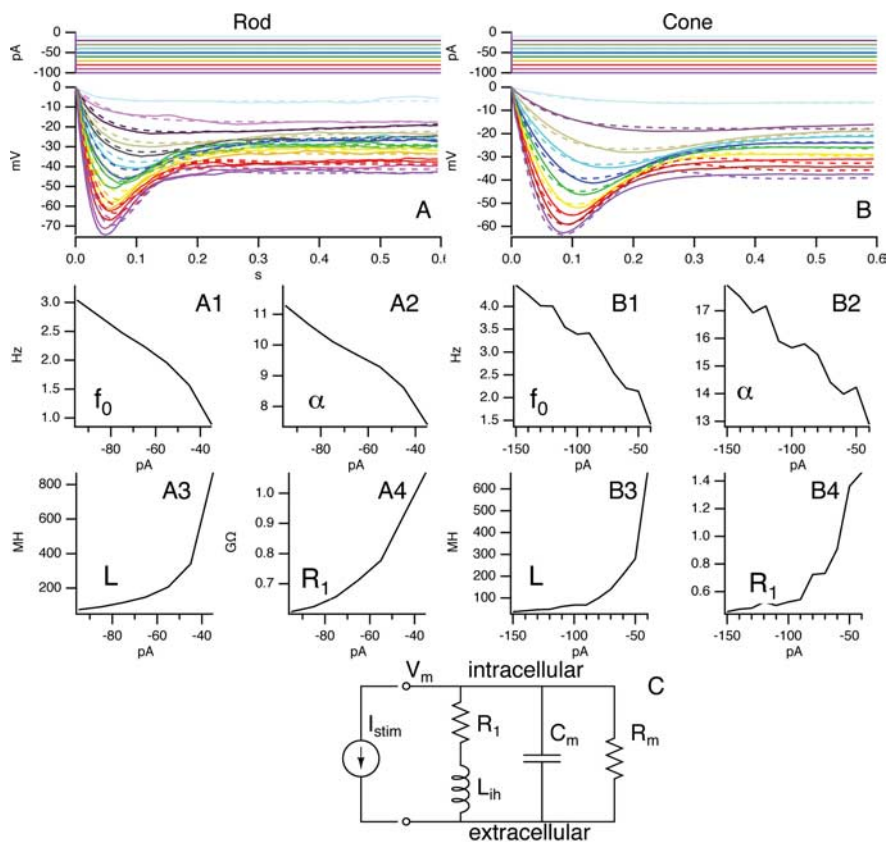 Rod
Cone
pA
0
-50
-100
pA
0
-50
-100
mV
0
-10
-20
-30
-40
-50
-60
-70
0.0 0.1 0.2 0.3 0.4 0.5 0.6
s
A
mV
0
-10
-20
-30
-40
-50
-60
0.0 0.1 0.2 0.3 0.4 0.5 0.6
B
A1
Hz
3.0
2.5
2.0
1.5
1.0
f0
-80 -60 -40
pA
A2
11
10
9
8
α
-80 -60 -40
pA
B1
Hz
4.0
3.5
3.0
2.5
2.0
1.5
f0
-150 -100 -50
pA
B2
17
16
15
14
13
α
-150 -100 -50
pA
A3
MH
800
600
400
200
L
-80 -60 -40
pA
A4
GΩ
1.0
0.9
0.8
0.7
R1
-80 -60 -40
pA
B3
MH
600
500
400
300
200
100
L
-150 -100 -50
pA
B4
1.4
1.2
1.0
0.8
0.6
R1
-150 -100 -50
pA
Vm
intracellular
C
Istim
R1
Cm
Rm
Lih
extracellular